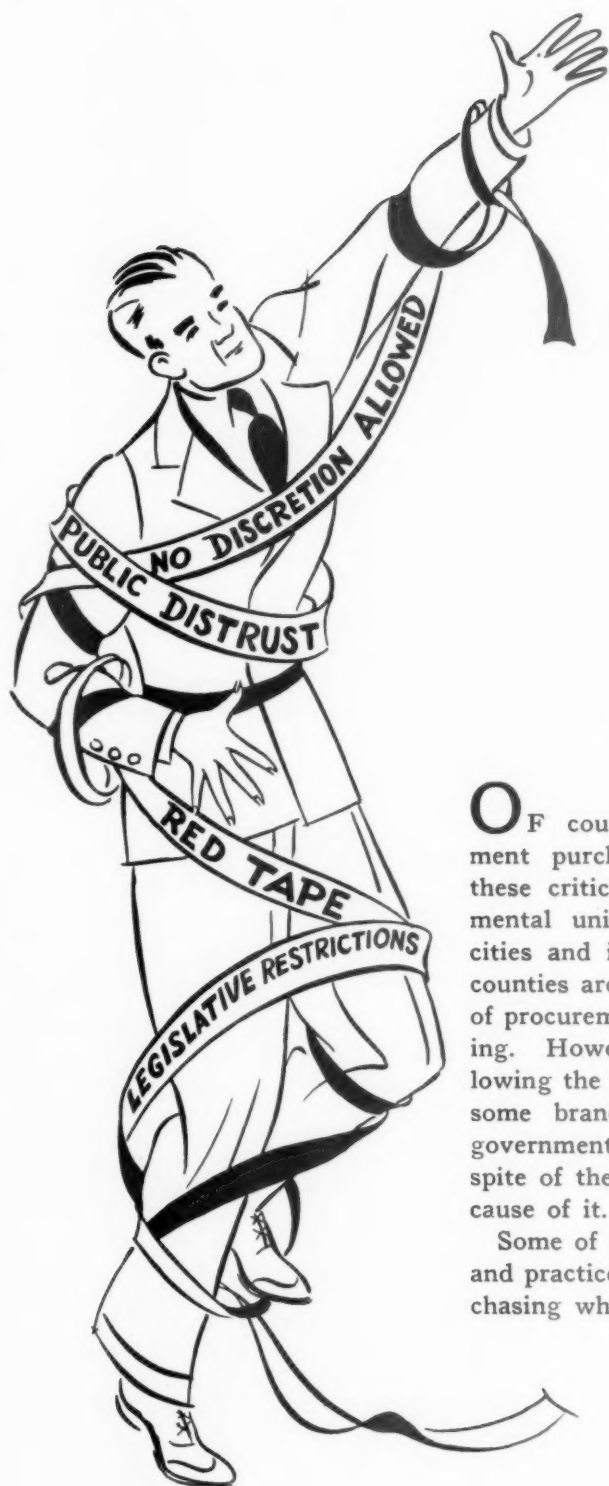 NO DISCRETION ALLOWED
PUBLIC DISTRUST
RED TAPE
LEGISLATIVE RESTRICTIONS
OF cou
ment purch
these critic
mental uni
cities and i
counties are
of procurem
ing. Howe
lowing the
some bran
government
spite of the
cause of it.
Some of
and practice
chasing wh